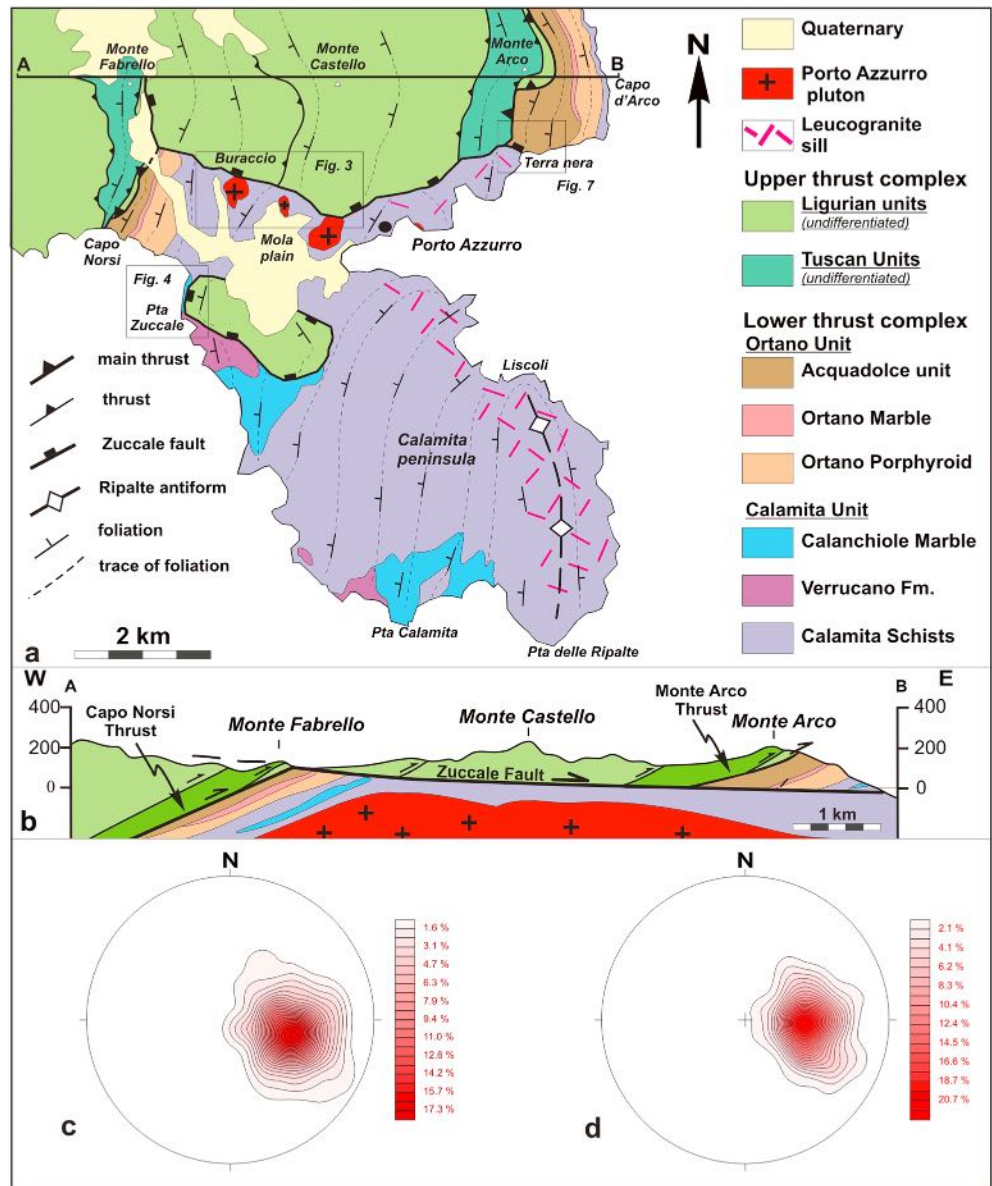 a
A
Monte
Fabrello
Monte
Castello
Monte
Arco
B
Capo
d'Arco
Buraccio
Fig. 3
Terra nera
Fig. 7
Capo
Norsi
Mola
plain
Porto Azzurro
Fig. 4
Pta
Zuccale
Liscoli
Calamita
peninsula
Pta Calamita
Pta delle Ripalte
main thrust
thrust
Zuccale fault
Ripalte antiform
foliation
trace of foliation
2 km
a
N
Quaternary
Porto Azzurro
pluton
Leucogranite
sill
Upper thrust complex
Ligurian units
(undifferentiated)
Tuscan Units
(undifferentiated)
Lower thrust complex
Ortano Unit
Acquadolce unit
Ortano Marble
Ortano Porphyroid
Calamita Unit
Calanchiole Marble
Verrucano Fm.
Calamita Schists
W
A
B
E
400
200
0
400
200
0
Capo Norsi
Thrust
Monte Fabrello
Monte Castello
Monte Arco
Thrust
Monte Arco
Zuccale Fault
b
1 km
N
1.6 %
3.1 %
4.7 %
6.3 %
7.9 %
9.4 %
11.0 %
12.6 %
14.2 %
15.7 %
17.3 %
c
N
2.1 %
4.1 %
6.2 %
8.3 %
10.4 %
12.4 %
14.5 %
16.6 %
18.7 %
20.7 %
d